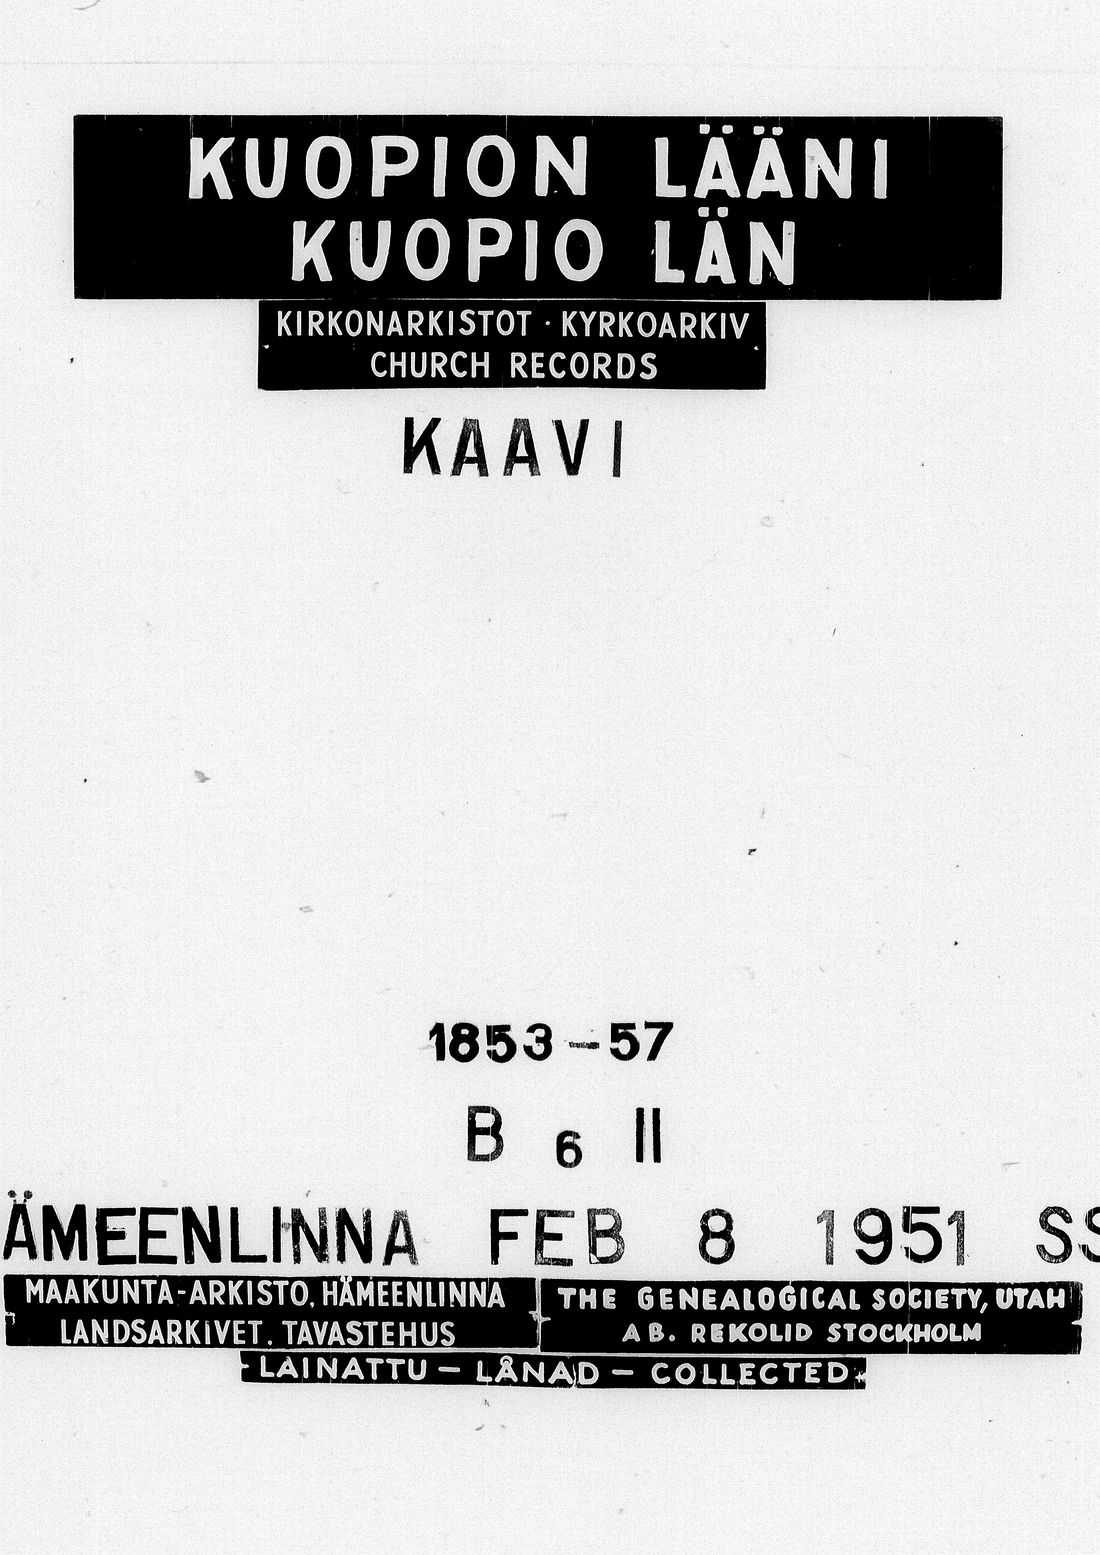 KUOPION LÄÄNI
KUOPIO LÄN
KIRKONARKISTOT · KYRKOARKIV
CHURCH RECORDS
KAAVI
1853-57
B 6 II
ÄMEENLINNA FEB 8 1951 SS
MAAKUNTA-ARKISTO, HÄMEENLINNA
LANDSARKIVET. TAVASTEHUS
THE GENEALOGICAL SOCIETY, UTAH
AB. REKOLID STOCKHOLM
LAINATTU - LÅNAD - COLLECTED